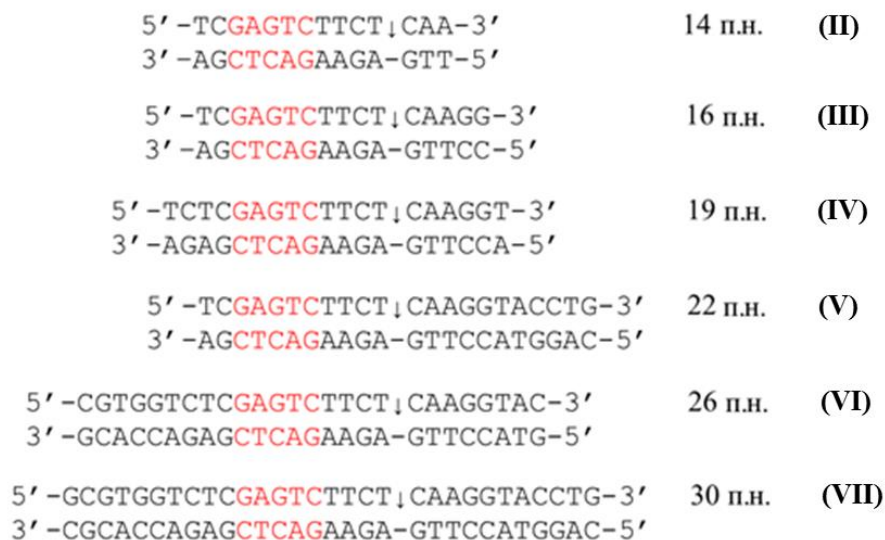 5′-TCGAGTCTTCT↓CAA-3′ 14 п.н. (II)
3′-AGCTCAGAAGA-GTT-5′
5′-TCGAGTCTTCT↓CAAGG-3′ 16 п.н. (III)
3′-AGCTCAGAAGA-GTTCC-5′
5′-TCTCGAGTCTTCT↓CAAGGT-3′ 19 п.н. (IV)
3′-AGAGCTCAGAAGA-GTTCCA-5′
5′-TCGAGTCTTCT↓CAAGGTACCTG-3′ 22 п.н. (V)
3′-AGCTCAGAAGA-GTTCCATGGAC-5′
5′-CGTGGTCTCGAGTCTTCT↓CAAGGTAC-3′ 26 п.н. (VI)
3′-GCACCAGAGCTCAGAAGA-GTTCCATG-5′
5′-GCGTGGTCTCGAGTCTTCT↓CAAGGTACCTG-3′ 30 п.н. (VII)
3′-CGCACCAGAGCTCAGAAGA-GTTCCATGGAC-5′